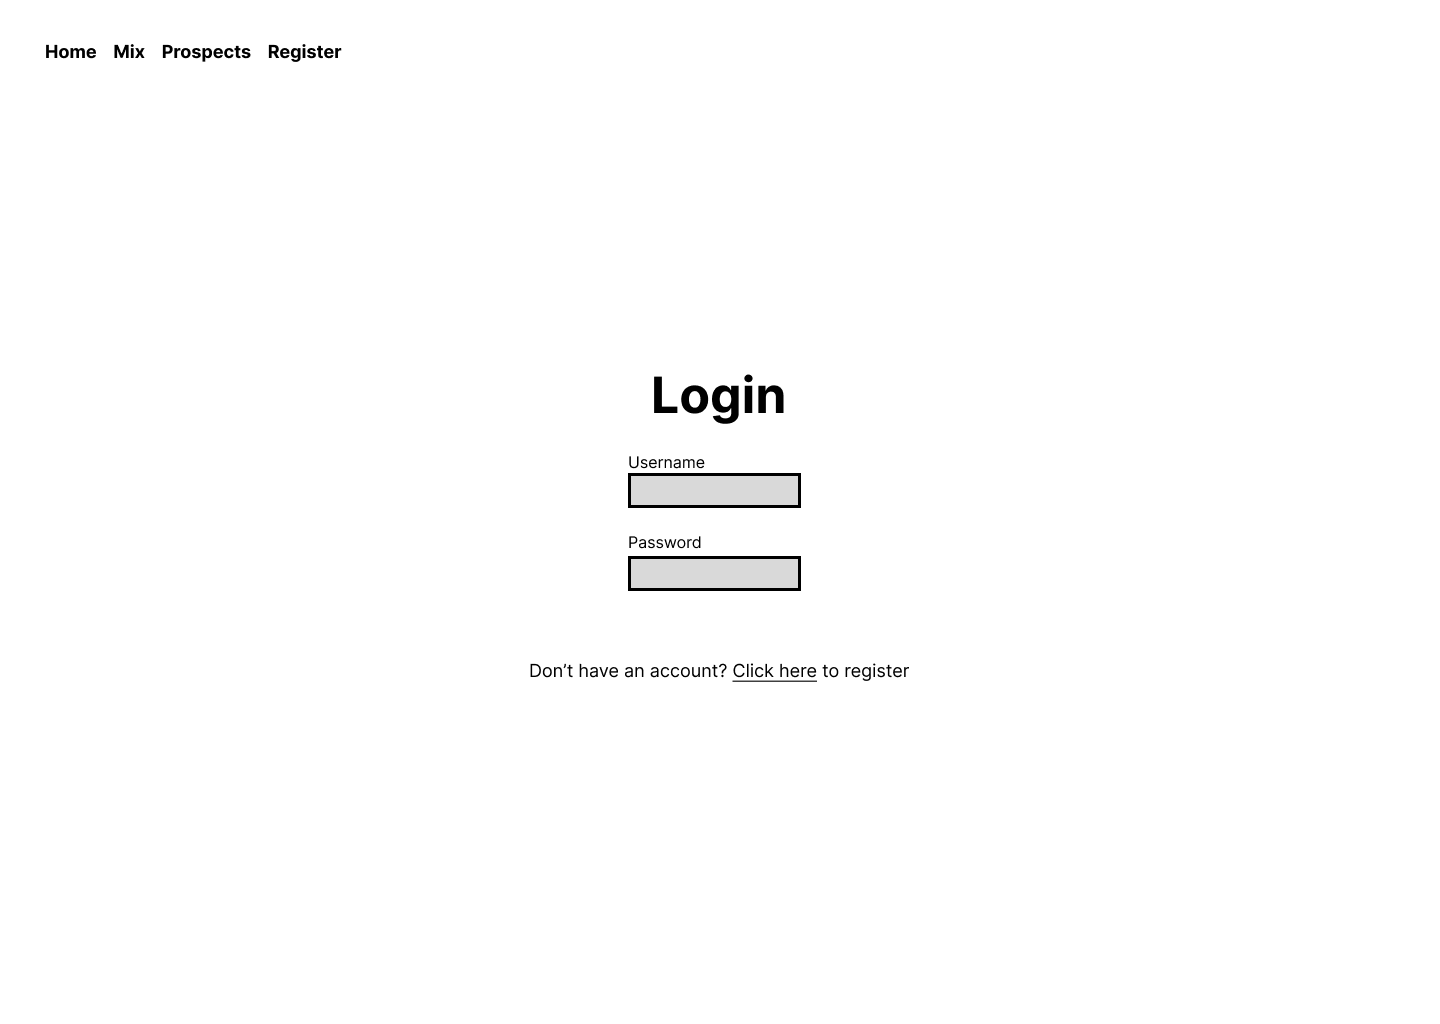 Home Mix Prospects Register
Login
Username
Password
Don’t have an account? Click here to register